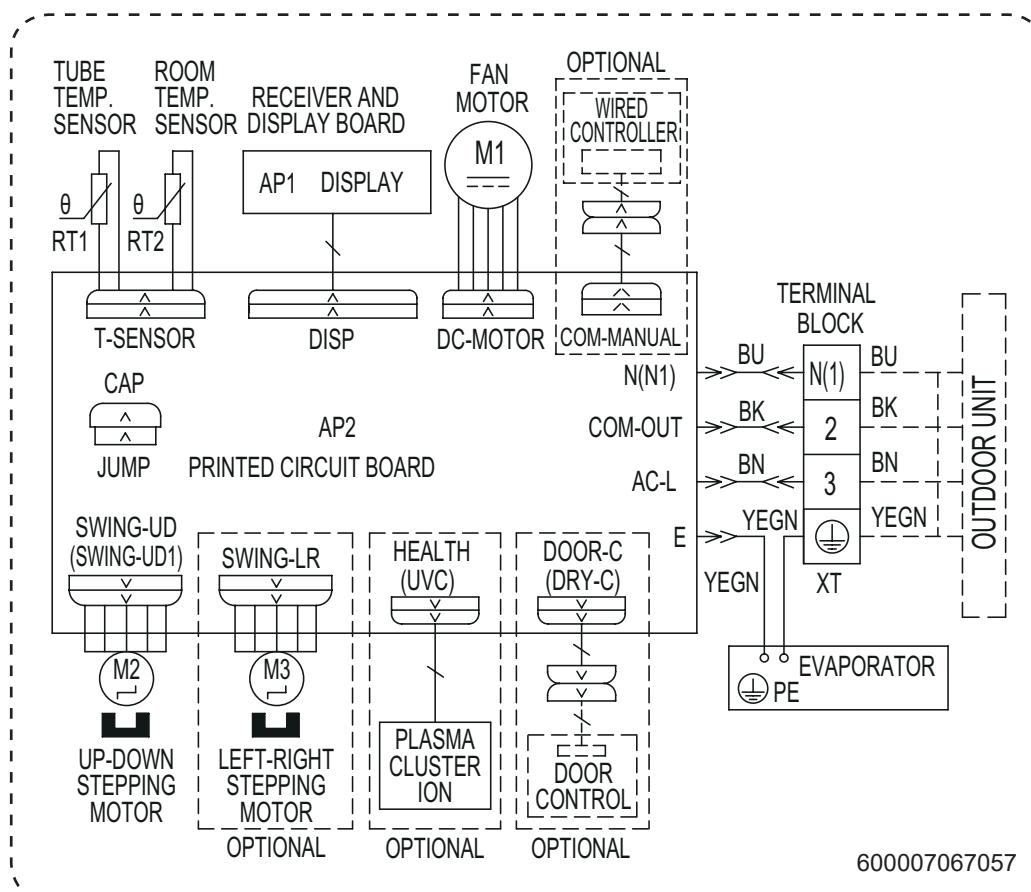 TUBE
TEMP.
SENSOR
ROOM
TEMP.
SENSOR
RECEIVER AND
DISPLAY BOARD
FAN
MOTOR
OPTIONAL
WIRED
CONTROLLER
AP1 DISPLAY
M1
θ
RT1
θ
RT2
T-SENSOR
DISP
DC-MOTOR
COM-MANUAL
TERMINAL
BLOCK
CAP
JUMP
AP2
PRINTED CIRCUIT BOARD
N(N1)
BU
N(1)
BU
COM-OUT
BK
2
BK
AC-L
BN
3
BN
E
YEGN
YEGN
YEGN
XT
OUTDOOR UNIT
SWING-UD
(SWING-UD1)
SWING-LR
HEALTH
(UVC)
DOOR-C
(DRY-C)
EVAPORATOR
PE
M2
M3
UP-DOWN
STEPPING
MOTOR
LEFT-RIGHT
STEPPING
MOTOR
PLASMA
CLUSTER
ION
DOOR
CONTROL
OPTIONAL
OPTIONAL
OPTIONAL
600007067057